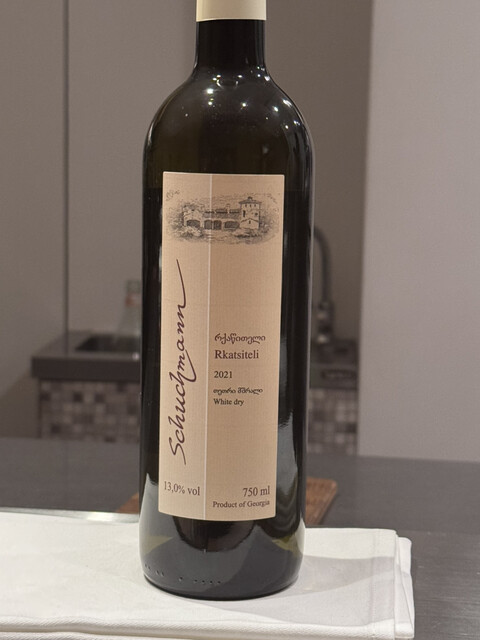 Schuchmann
რქაწითელი
Rkatsiteli
2021
თეთრი მშრალი
White dry
13,0% vol
750 ml
Product of Georgia